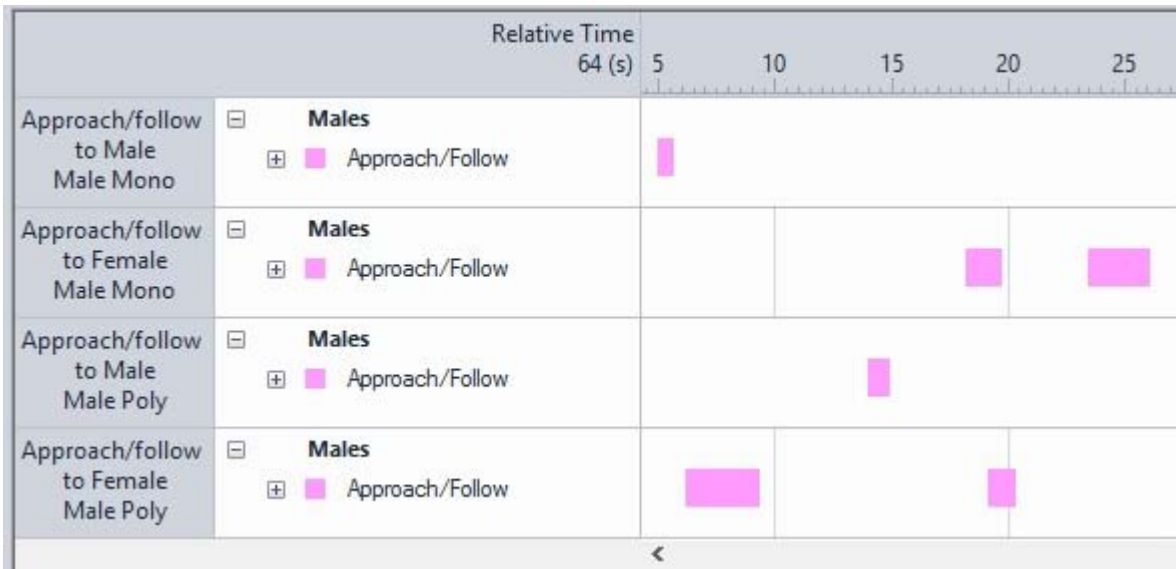 Relative Time
64 (s) 5 10 15 20 25
Approach/follow
to Male
Male Mono
Males
Approach/Follow
Approach/follow
to Female
Male Mono
Males
Approach/Follow
Approach/follow
to Male
Male Poly
Males
Approach/Follow
Approach/follow
to Female
Male Poly
Males
Approach/Follow